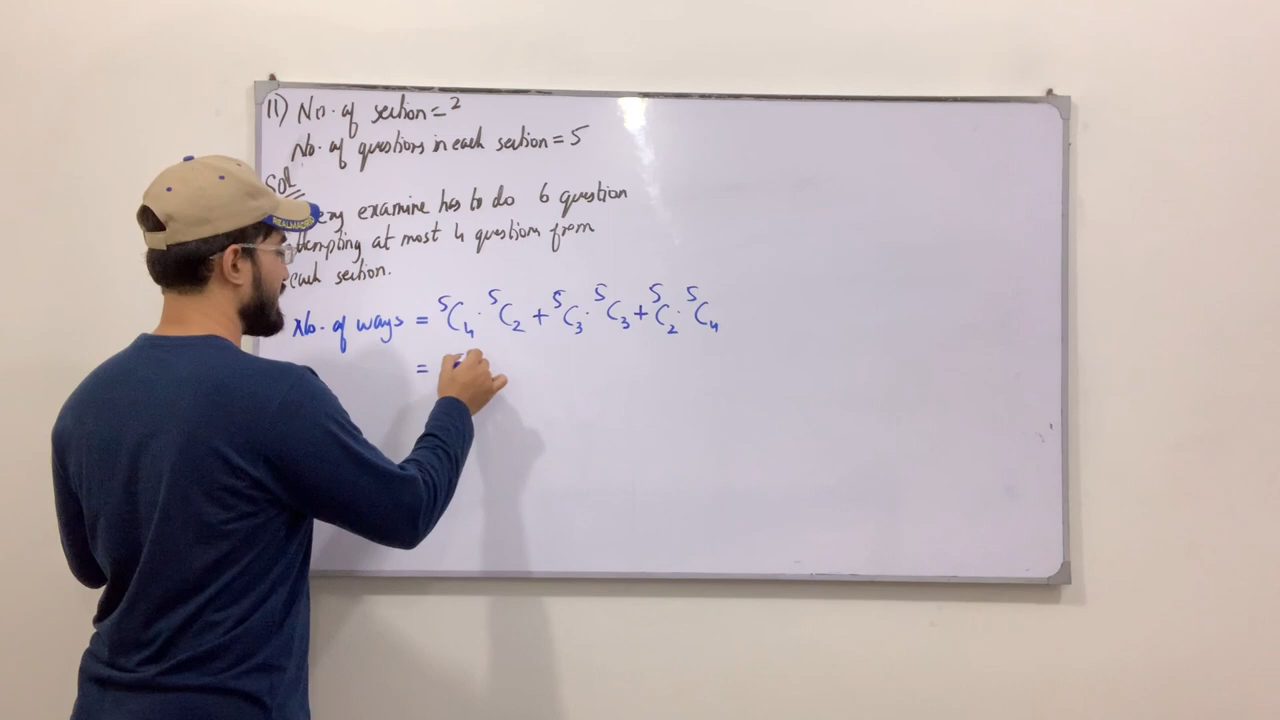 11) No. of section = 2
No. of questions in each section = 5
Sol
examine has to do 6 question
at most 4 question from
each section.
No. of ways = ⁵C₄ · ⁵C₂ + ⁵C₃ · ⁵C₃ + ⁵C₂ · ⁵C₄
=
REALMADRID